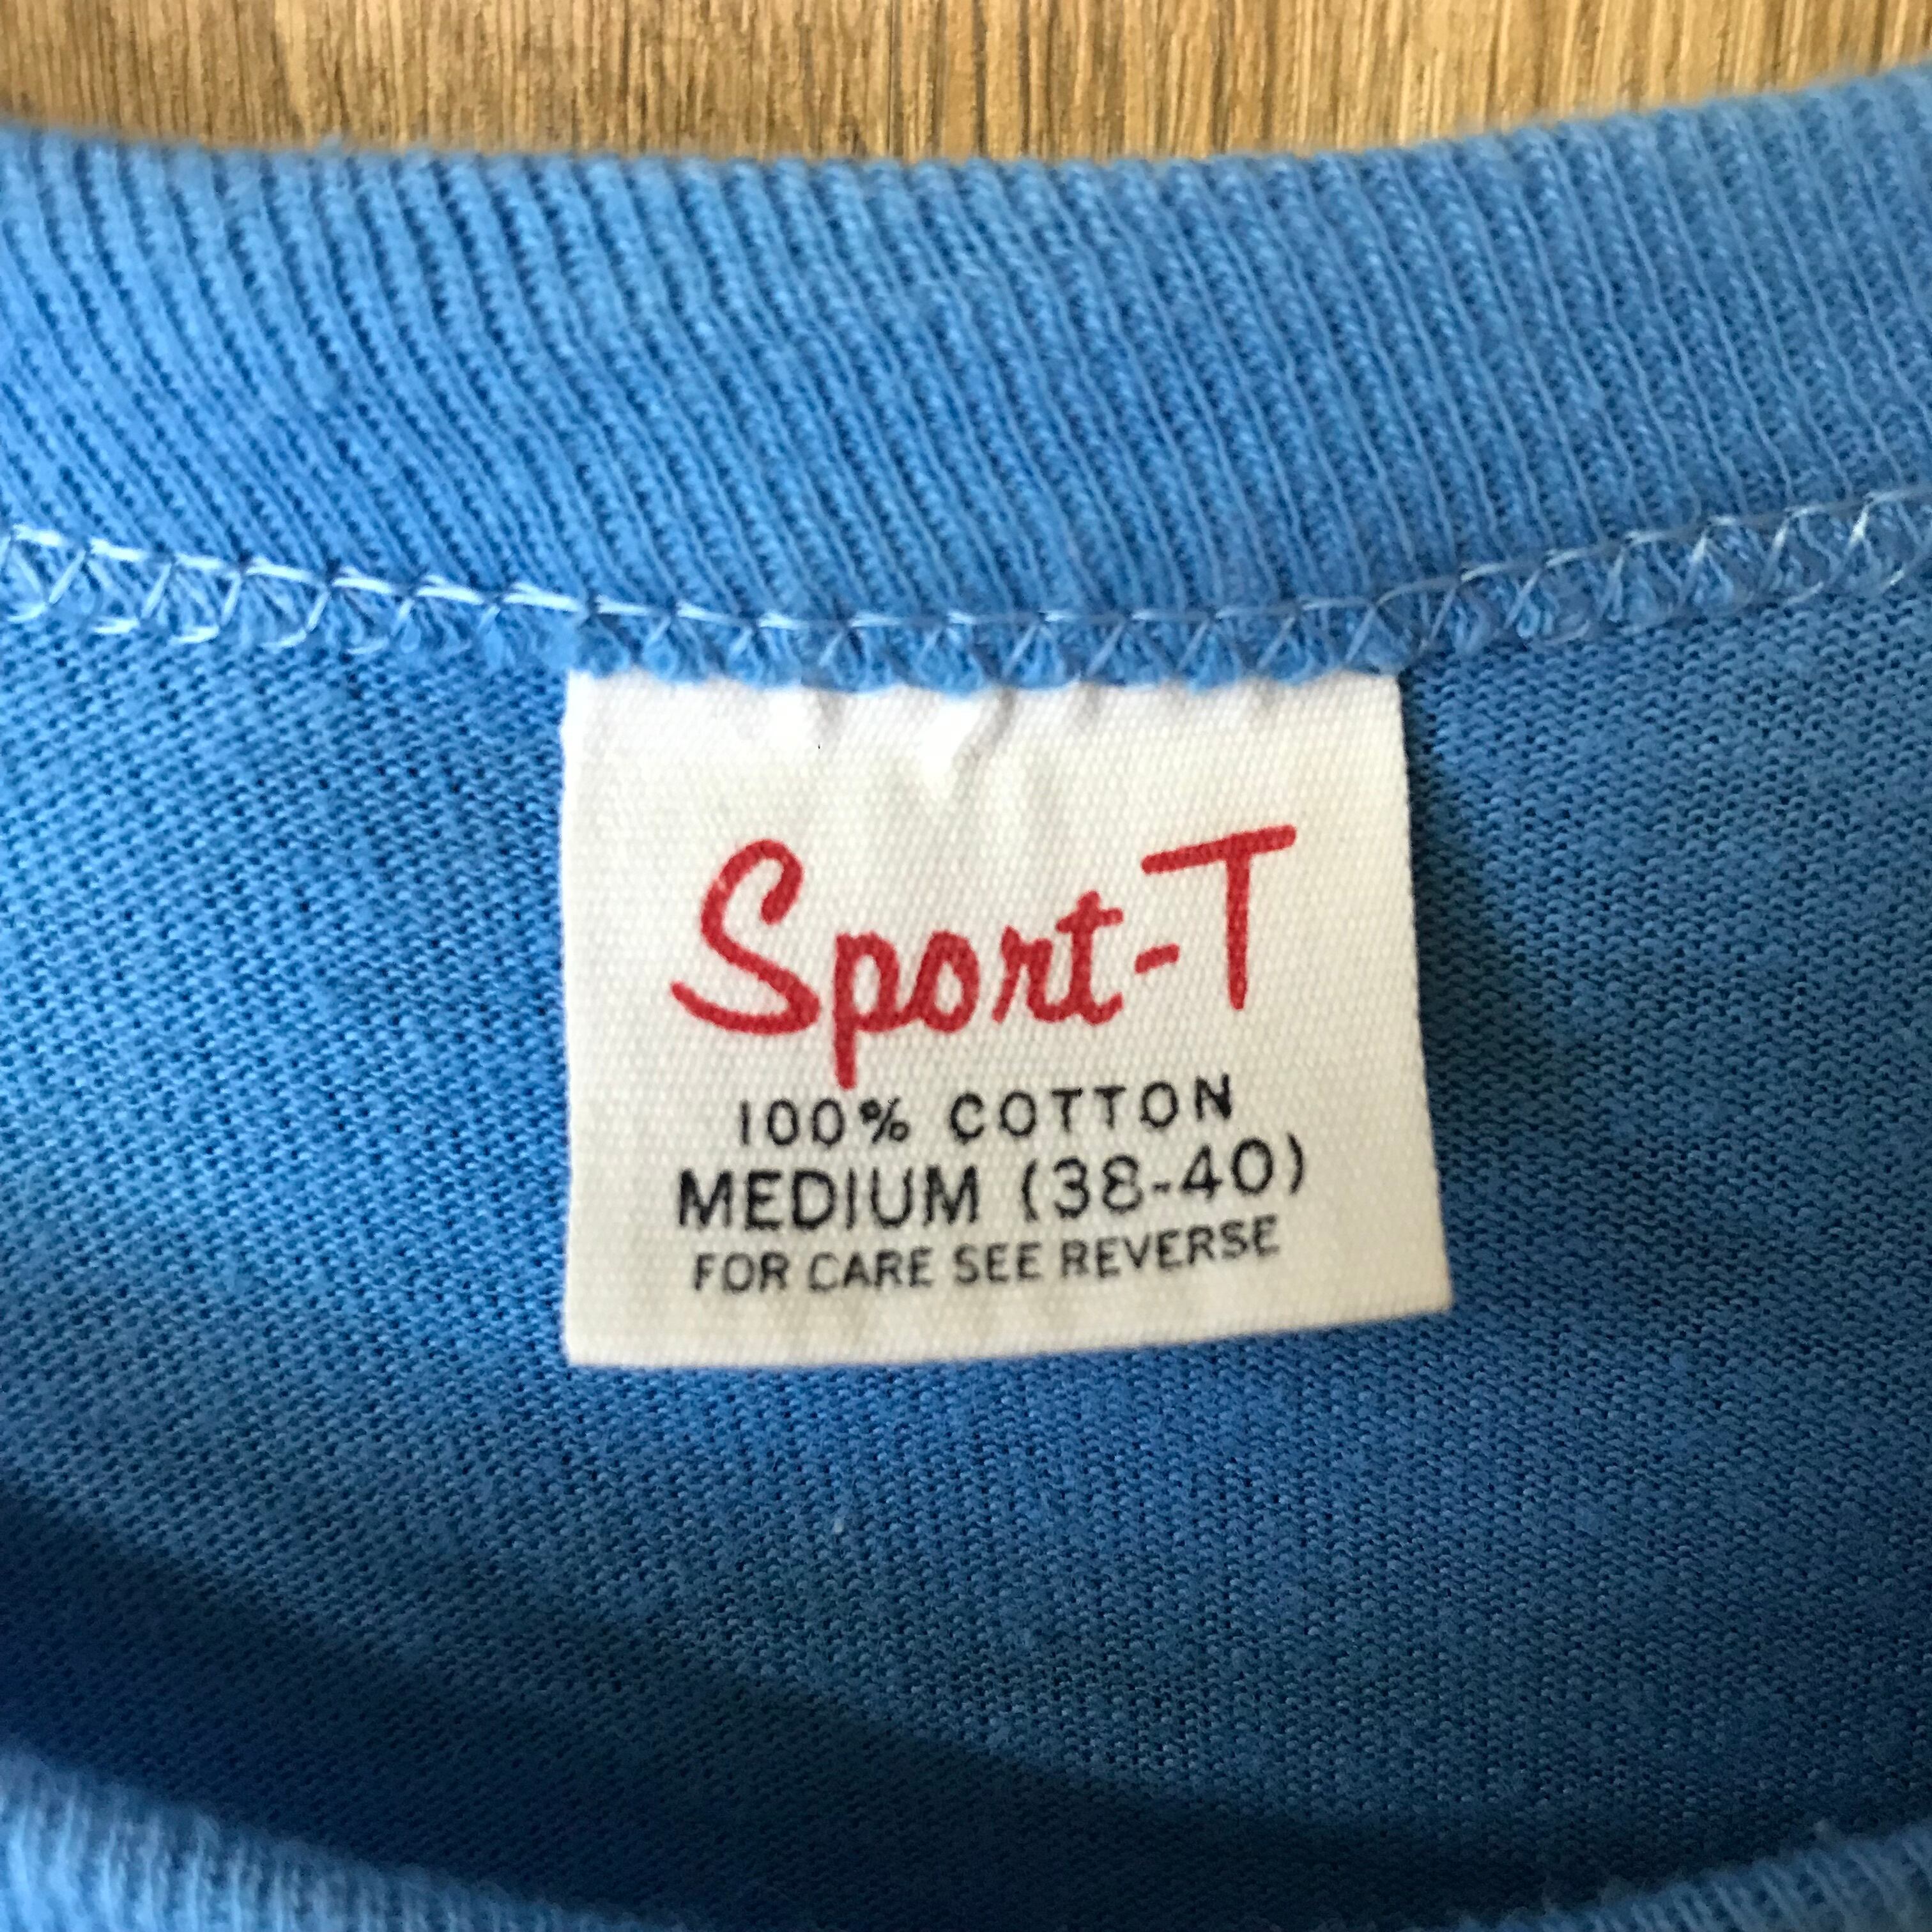 Sport-T
100% COTTON
MEDIUM (38-40)
FOR CARE SEE REVERSE